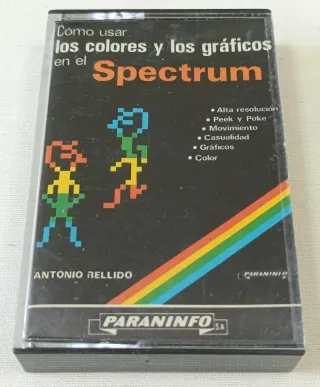 Cómo usar
los colores y los gráficos
en el Spectrum
• Alta resolución
• Peek y Poke
• Movimiento
• Casualidad
• Gráficos
• Color
ANTONIO BELLIDO
PARANINFO
PARANINFO S.A.